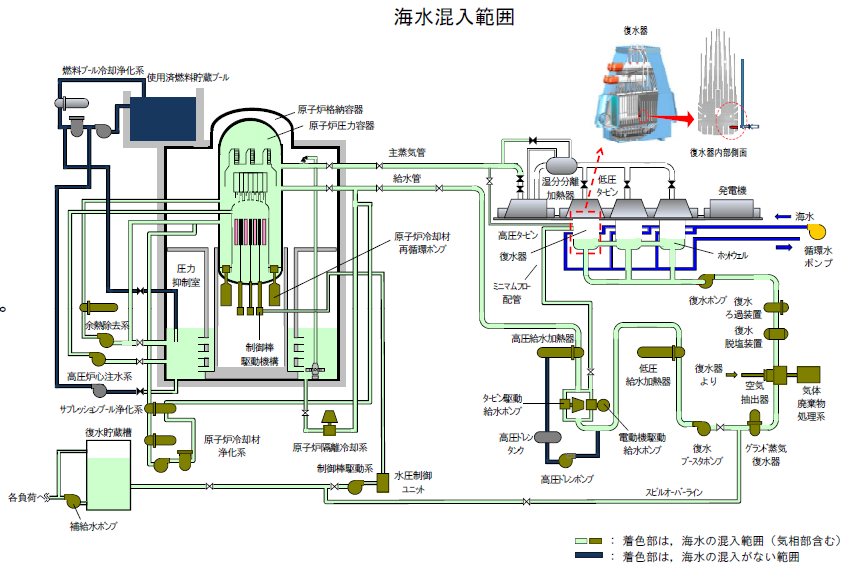 海水混入範囲
復水器
復水器内部側面
燃料プール冷却浄化系
使用済燃料貯蔵プール
原子炉格納容器
原子炉圧力容器
主蒸気管
給水管
湿分分離
加熱器
低圧
タービン
発電機
海水
循環水
ポンプ
高圧タービン
復水器
ホットウェル
ミニマムフロー
配管
原子炉冷却材
再循環ポンプ
圧力
抑制室
復水ポンプ
復水
ろ過装置
復水
脱塩装置
余熱除去系
制御棒
駆動機構
高圧給水加熱器
低圧
給水加熱器
復水器
より
空気
抽出器
気体
廃棄物
処理系
高圧炉心注水系
サプレッションプール浄化系
タービン駆動
給水ポンプ
復水貯蔵槽
原子炉冷却材
浄化系
原子炉隔離冷却系
高圧ドレン
タンク
電動機駆動
給水ポンプ
復水
ブースタポンプ
グランド蒸気
復水器
制御棒駆動系
水圧制御
ユニット
高圧ドレンポンプ
各負荷へ
補給水ポンプ
スピルオーバーライン
： 着色部は，海水の混入範囲（気相部含む）
： 着色部は，海水の混入がない範囲
。